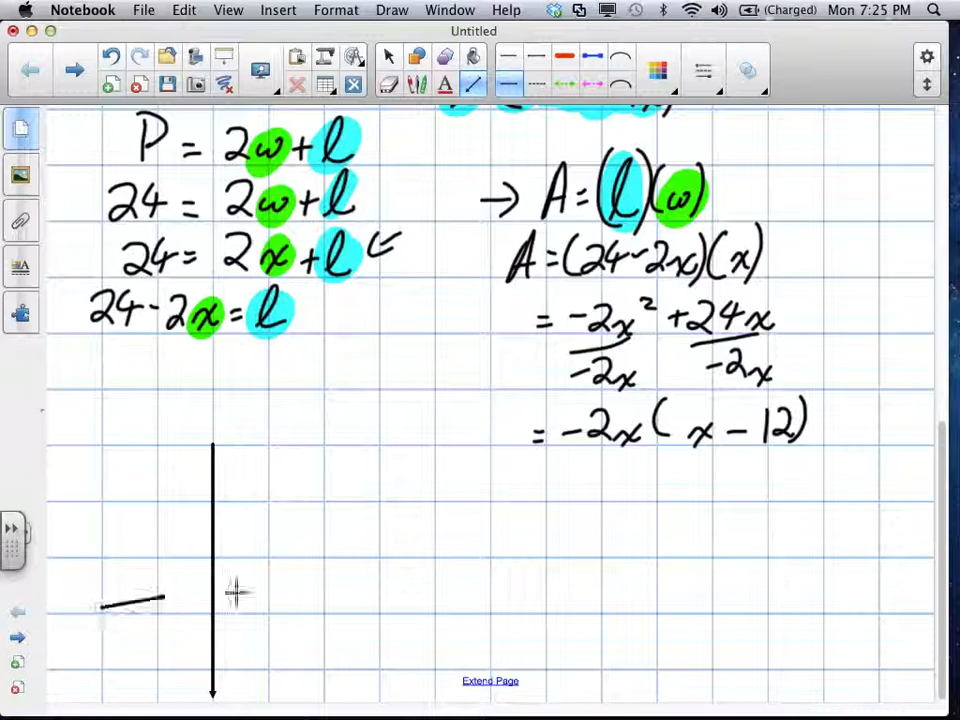 Notebook File Edit View Insert Format Draw Window Help (Charged) Mon 7:25 PM
Untitled
P = 2w+l
24 = 2w+l
24= 2x+l
24-2x=l
→ A=(l)(w)
A=(24-2x)(x)
= -2x² +24x
-2x -2x
= -2x( x - 12)
Extend Page